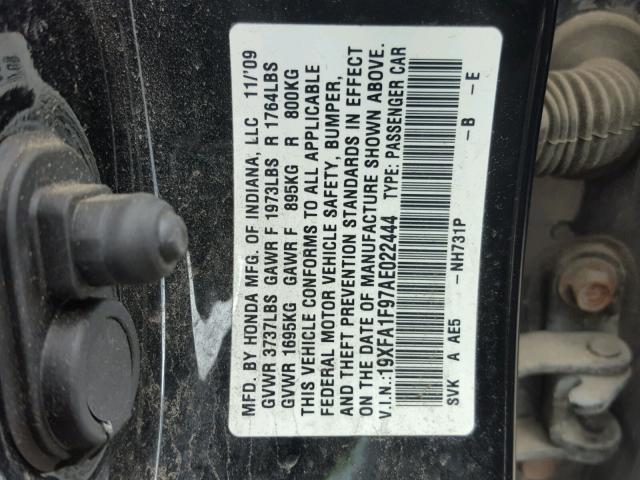 MFD. BY HONDA MFG. OF INDIANA, LLC 11/'09
GVWR 3737LBS GAWR F 1973LBS R 1764LBS
GVWR 1695KG GAWR F 895KG R 800KG
THIS VEHICLE CONFORMS TO ALL APPLICABLE
FEDERAL MOTOR VEHICLE SAFETY, BUMPER,
AND THEFT PREVENTION STANDARDS IN EFFECT
ON THE DATE OF MANUFACTURE SHOWN ABOVE.
V.I.N.:19XFA1F97AE022444 TYPE: PASSENGER CAR
SVK A AE5 -NH731P -B -E